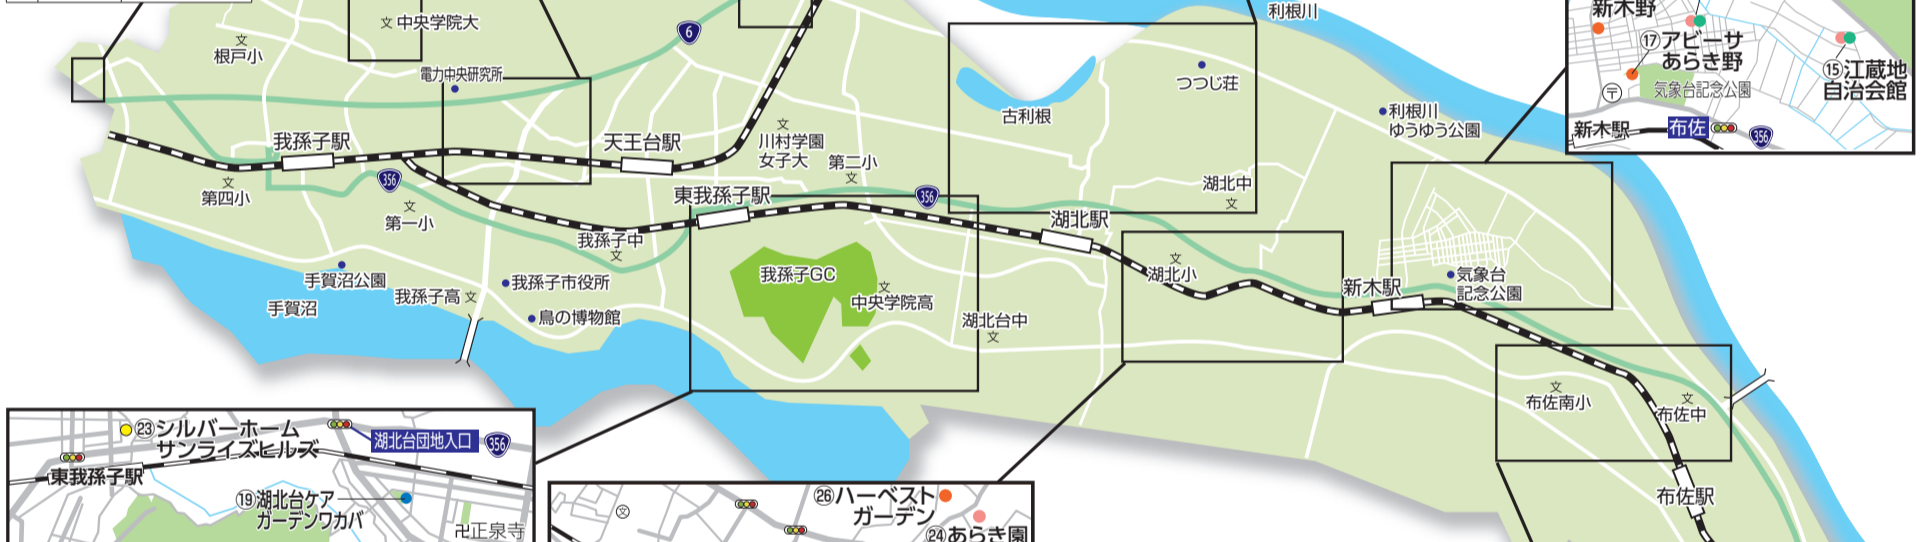 中央学院大
根戸小
6
電力中央研究所
利根川
つつじ荘
古利根
利根川
ゆうゆう公園
新木野
⑰アビーサ
あらき野
気象台記念公園
⑮江蔵地
自治会館
新木駅
布佐
356
我孫子駅
天王台駅
川村学園
女子大
第二小
第四小
356
第一小
東我孫子駅
356
湖北中
湖北駅
我孫子中
手賀沼公園
手賀沼
我孫子高
我孫子市役所
鳥の博物館
我孫子GC
中央学院高
湖北台中
湖北小
新木駅
気象台
記念公園
布佐南小
布佐中
布佐駅
㉓シルバーホーム
サンライズヒルズ
湖北台団地入口
356
東我孫子駅
⑲湖北台ケア
ガーデンワカバ
卍正泉寺
㉖ハーベスト
ガーデン
㉔あらき園